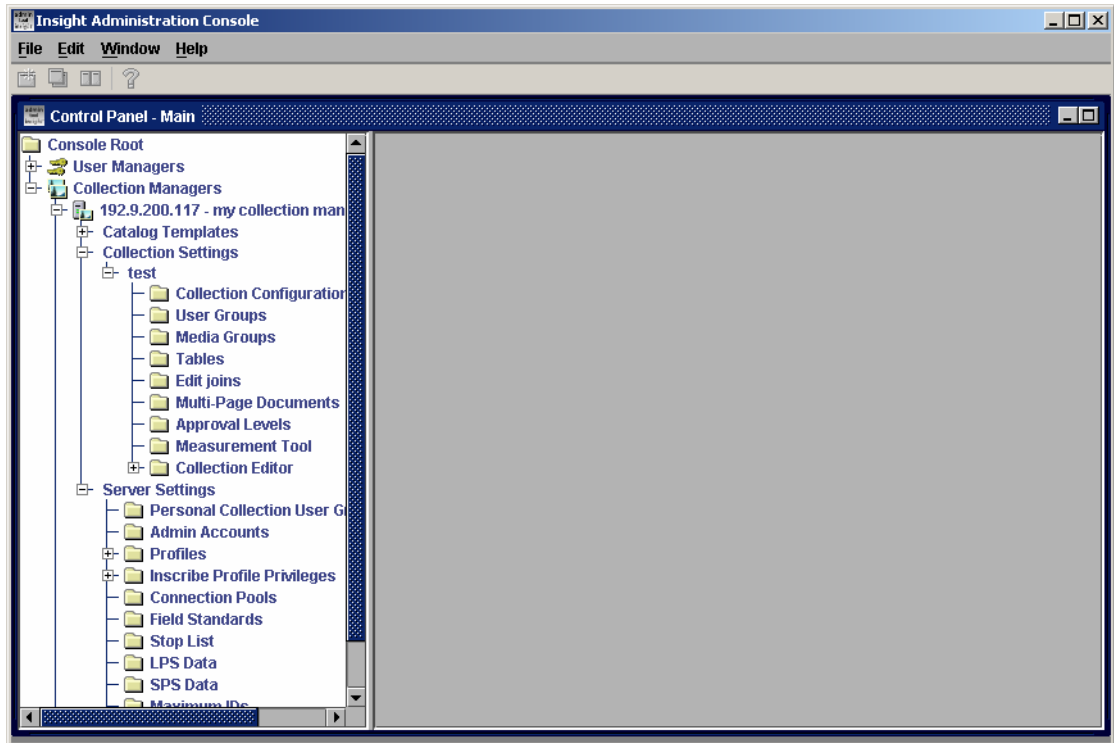 Insight Administration Console
File Edit Window Help
Control Panel - Main
Console Root
User Managers
Collection Managers
192.9.200.117 - my collection man
Catalog Templates
Collection Settings
test
Collection Configuration
User Groups
Media Groups
Tables
Edit joins
Multi-Page Documents
Approval Levels
Measurement Tool
Collection Editor
Server Settings
Personal Collection User G
Admin Accounts
Profiles
Inscribe Profile Privileges
Connection Pools
Field Standards
Stop List
LPS Data
SPS Data
Maximum IDs